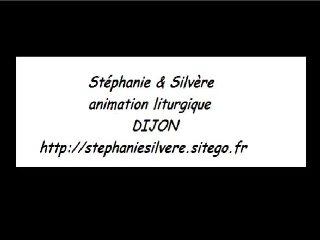 Stéphanie & Silvère
animation liturgique
DIJON
http://stephaniesilvere.sitego.fr